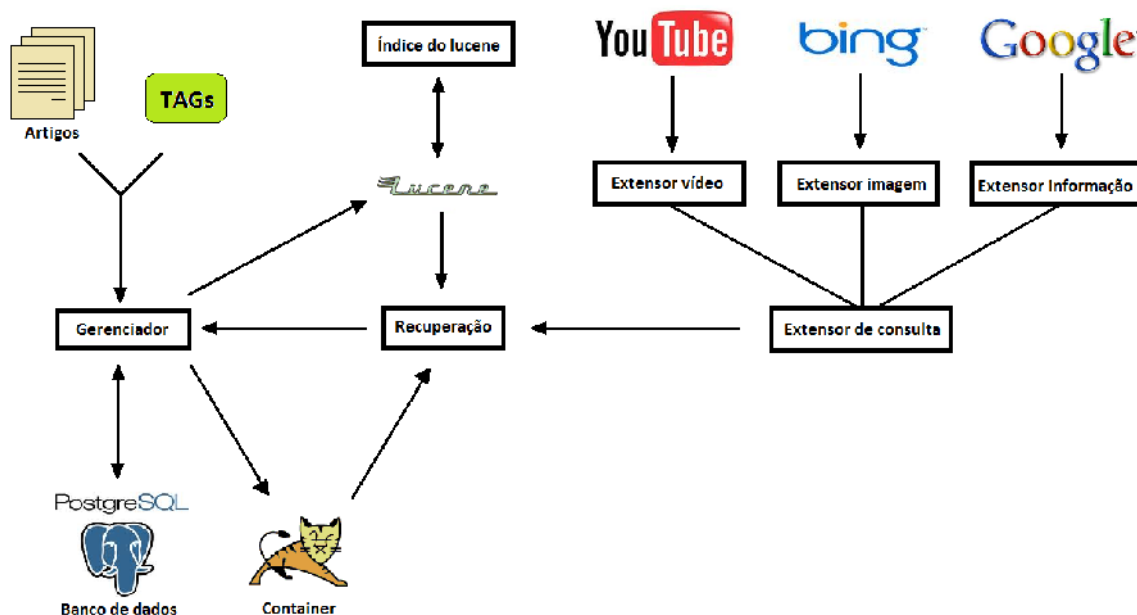 Índice do lucene
YouTube
bing
Google
TAGs
Artigos
Lucene
Extensor vídeo
Extensor imagem
Extensor Informação
Gerenciador
Recuperação
Extensor de consulta
PostgreSQL
Banco de dados
Container